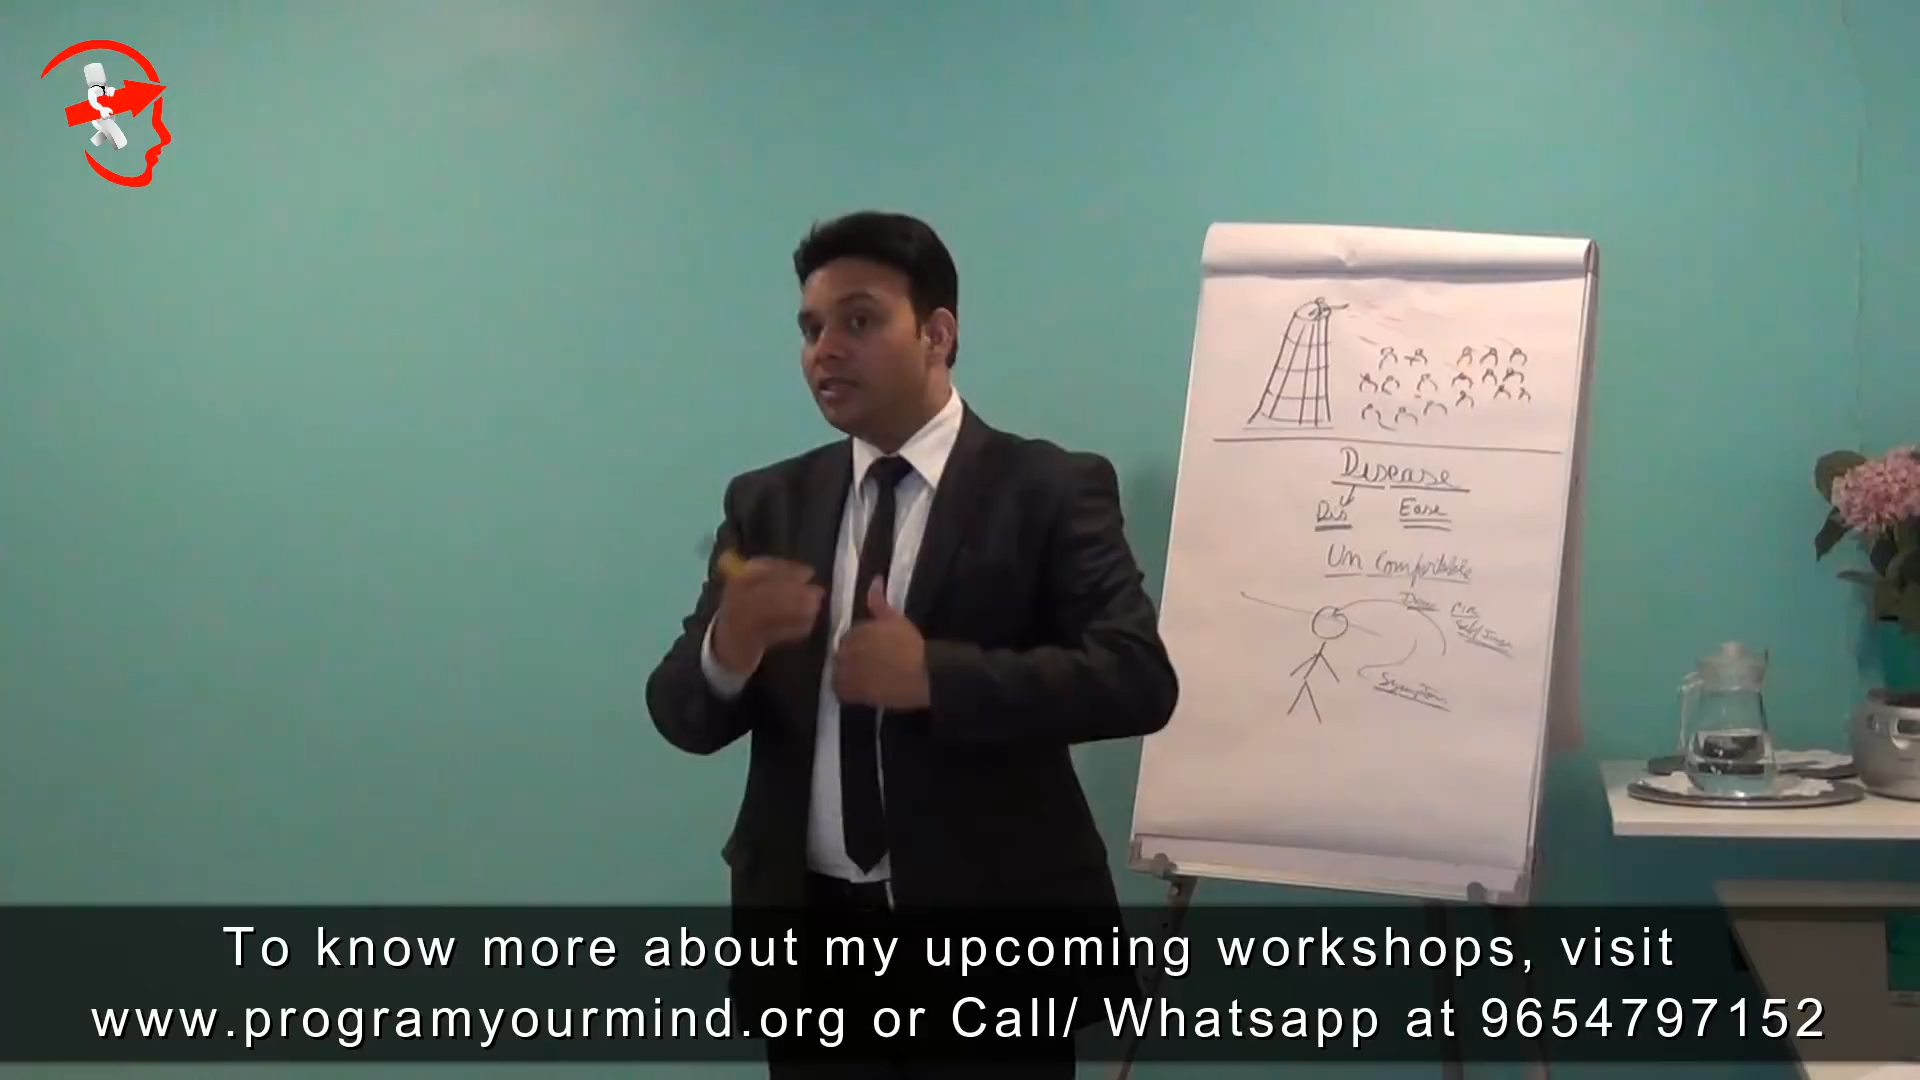 Disease
Dis Ease
Un Comfortable
Symptom
To know more about my upcoming workshops, visit
www.programyourmind.org or Call/ Whatsapp at 9654797152